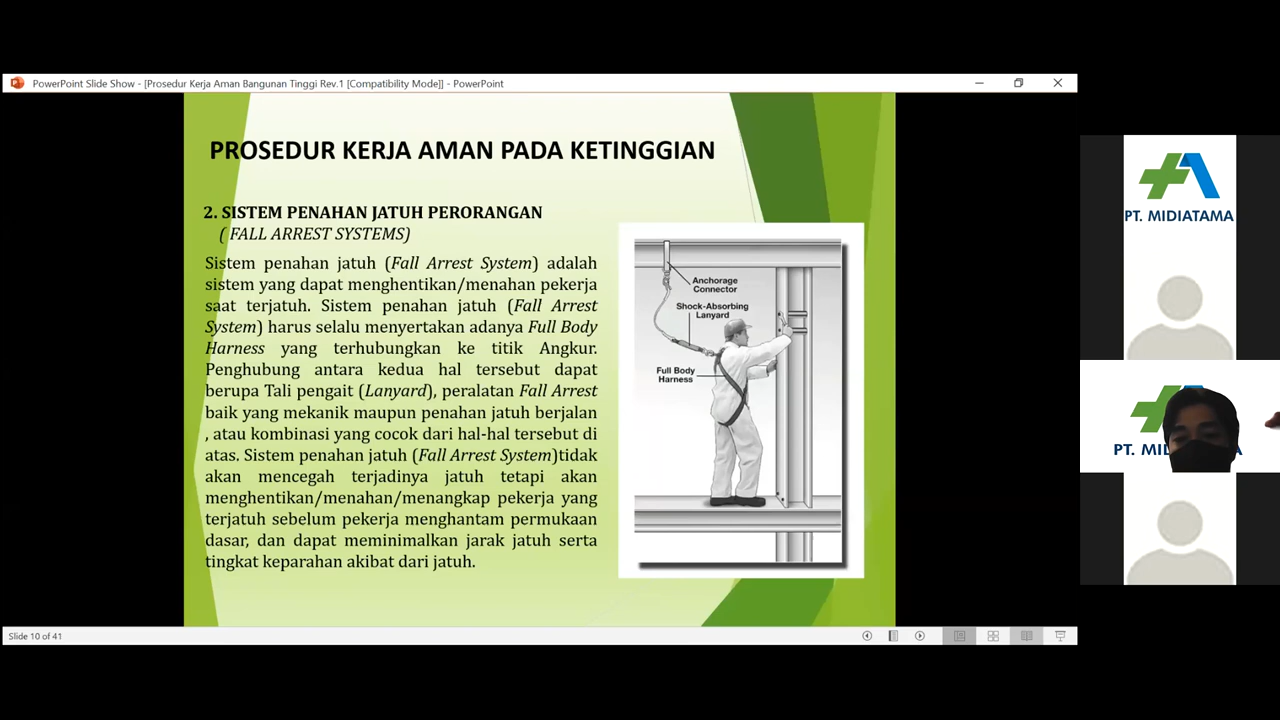 PowerPoint Slide Show - [Prosedur Kerja Aman Bangunan Tinggi Rev.1 [Compatibility Mode]] - PowerPoint
PROSEDUR KERJA AMAN PADA KETINGGIAN
2. SISTEM PENAHAN JATUH PERORANGAN
( FALL ARREST SYSTEMS)
Sistem penahan jatuh (Fall Arrest System) adalah
sistem yang dapat menghentikan/menahan pekerja
saat terjatuh. Sistem penahan jatuh (Fall Arrest
System) harus selalu menyertakan adanya Full Body
Harness yang terhubungkan ke titik Angkur.
Penghubung antara kedua hal tersebut dapat
berupa Tali pengait (Lanyard), peralatan Fall Arrest
baik yang mekanik maupun penahan jatuh berjalan
, atau kombinasi yang cocok dari hal-hal tersebut di
atas. Sistem penahan jatuh (Fall Arrest System)tidak
akan mencegah terjadinya jatuh tetapi akan
menghentikan/menahan/menangkap pekerja yang
terjatuh sebelum pekerja menghantam permukaan
dasar, dan dapat meminimalkan jarak jatuh serta
tingkat keparahan akibat dari jatuh.
Anchorage
Connector
Shock-Absorbing
Lanyard
Full Body
Harness
Slide 10 of 41
PT. MIDIATAMA
PT. MI A